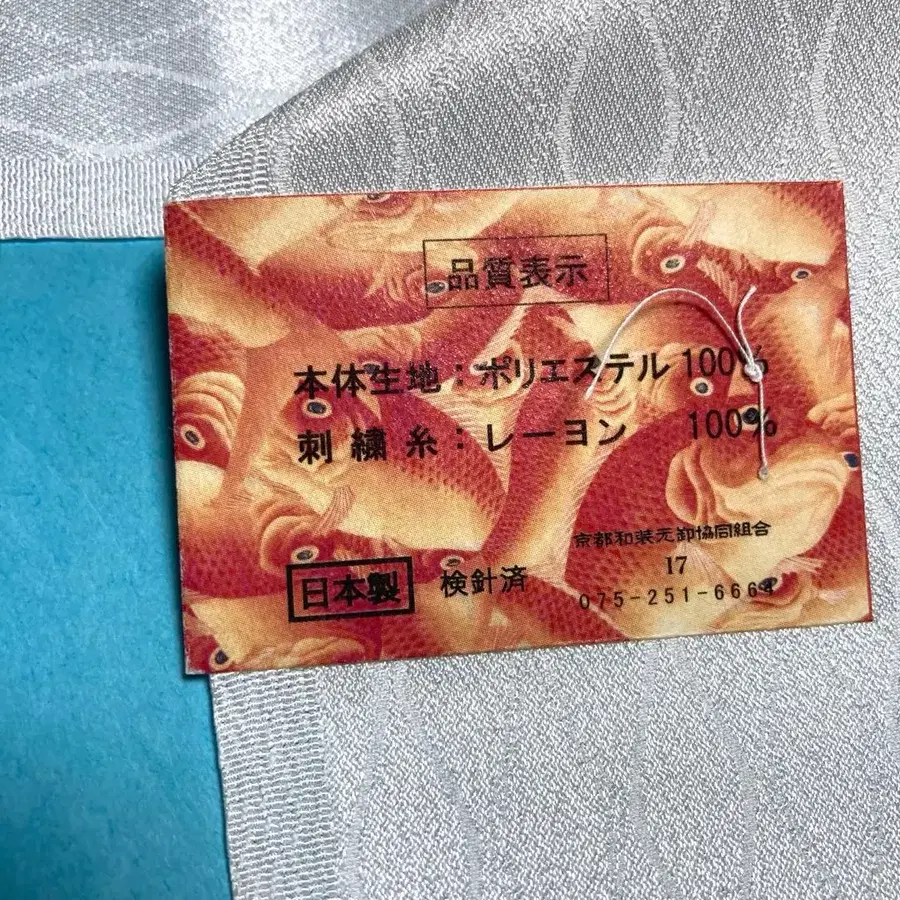 品質表示
本体生地：ポリエステル 100%
刺繍糸：レーヨン 100%
京都和装元卸協同組合
17
日本製 検針済
075-251-6664